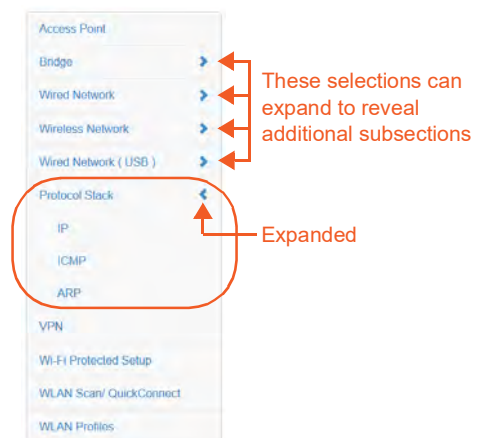 Access Point
Bridge
Wired Network
Wireless Network
Wired Network ( USB )
Protocol Stack
IP
ICMP
ARP
VPN
Wi-Fi Protected Setup
WLAN Scan/ QuickConnect
WLAN Profiles
These selections can
expand to reveal
additional subsections
Expanded